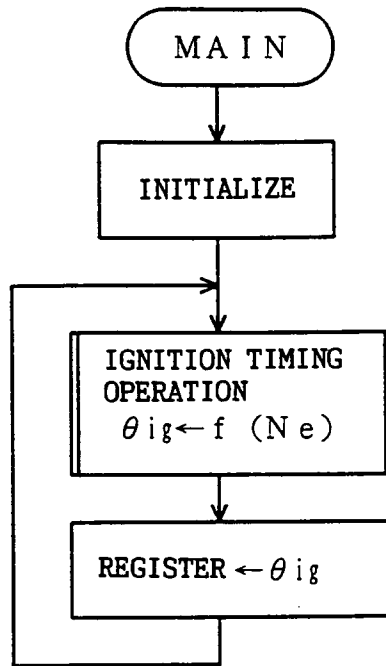 MAIN
INITIALIZE
IGNITION TIMING
OPERATION
θig←f (Ne)
REGISTER←θig